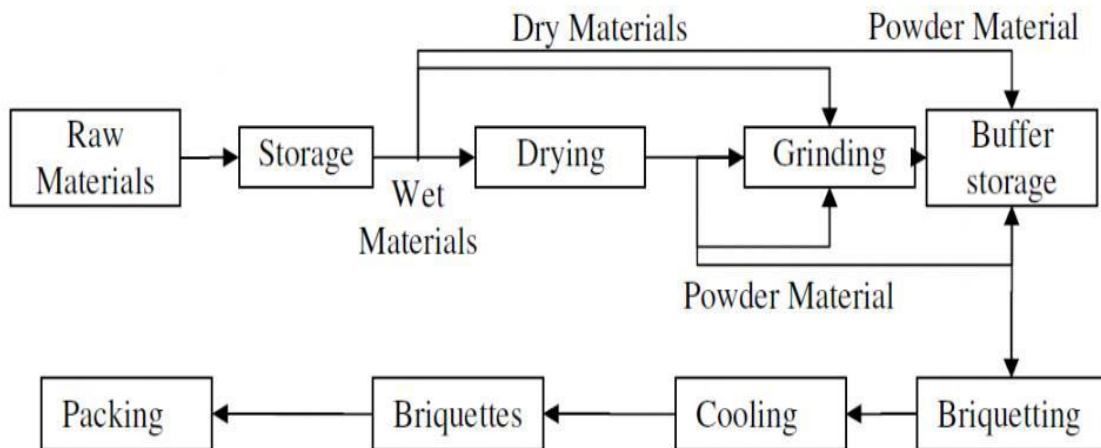 Dry Materials
Powder Material
Raw
Materials
Storage
Drying
Grinding
Buffer
storage
Wet
Materials
Powder Material
Packing
Briquettes
Cooling
Briquetting